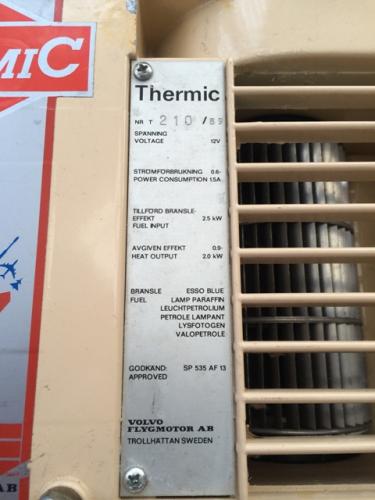 MIC
Thermic
NR T 210/89
SPÄNNING
VOLTAGE 12V
STRÖMFÖRBRUKNING 0.6-
POWER CONSUMPTION 1.5A
TILLFÖRD BRÄNSLE-
EFFEKT 2.5 kW
FUEL INPUT
AVGIVEN EFFEKT 0.9-
HEAT OUTPUT 2.0 kW
BRÄNSLE ESSO BLUE
FUEL LAMP PARAFFIN
LEUCHTPETROLIUM
PETROLE LAMPANT
LYSFOTOGEN
VALOPETROLE
GODKÄND: SP 535 AF 13
APPROVED
VOLVO
FLYGMOTOR AB
TROLLHÄTTAN SWEDEN
AB